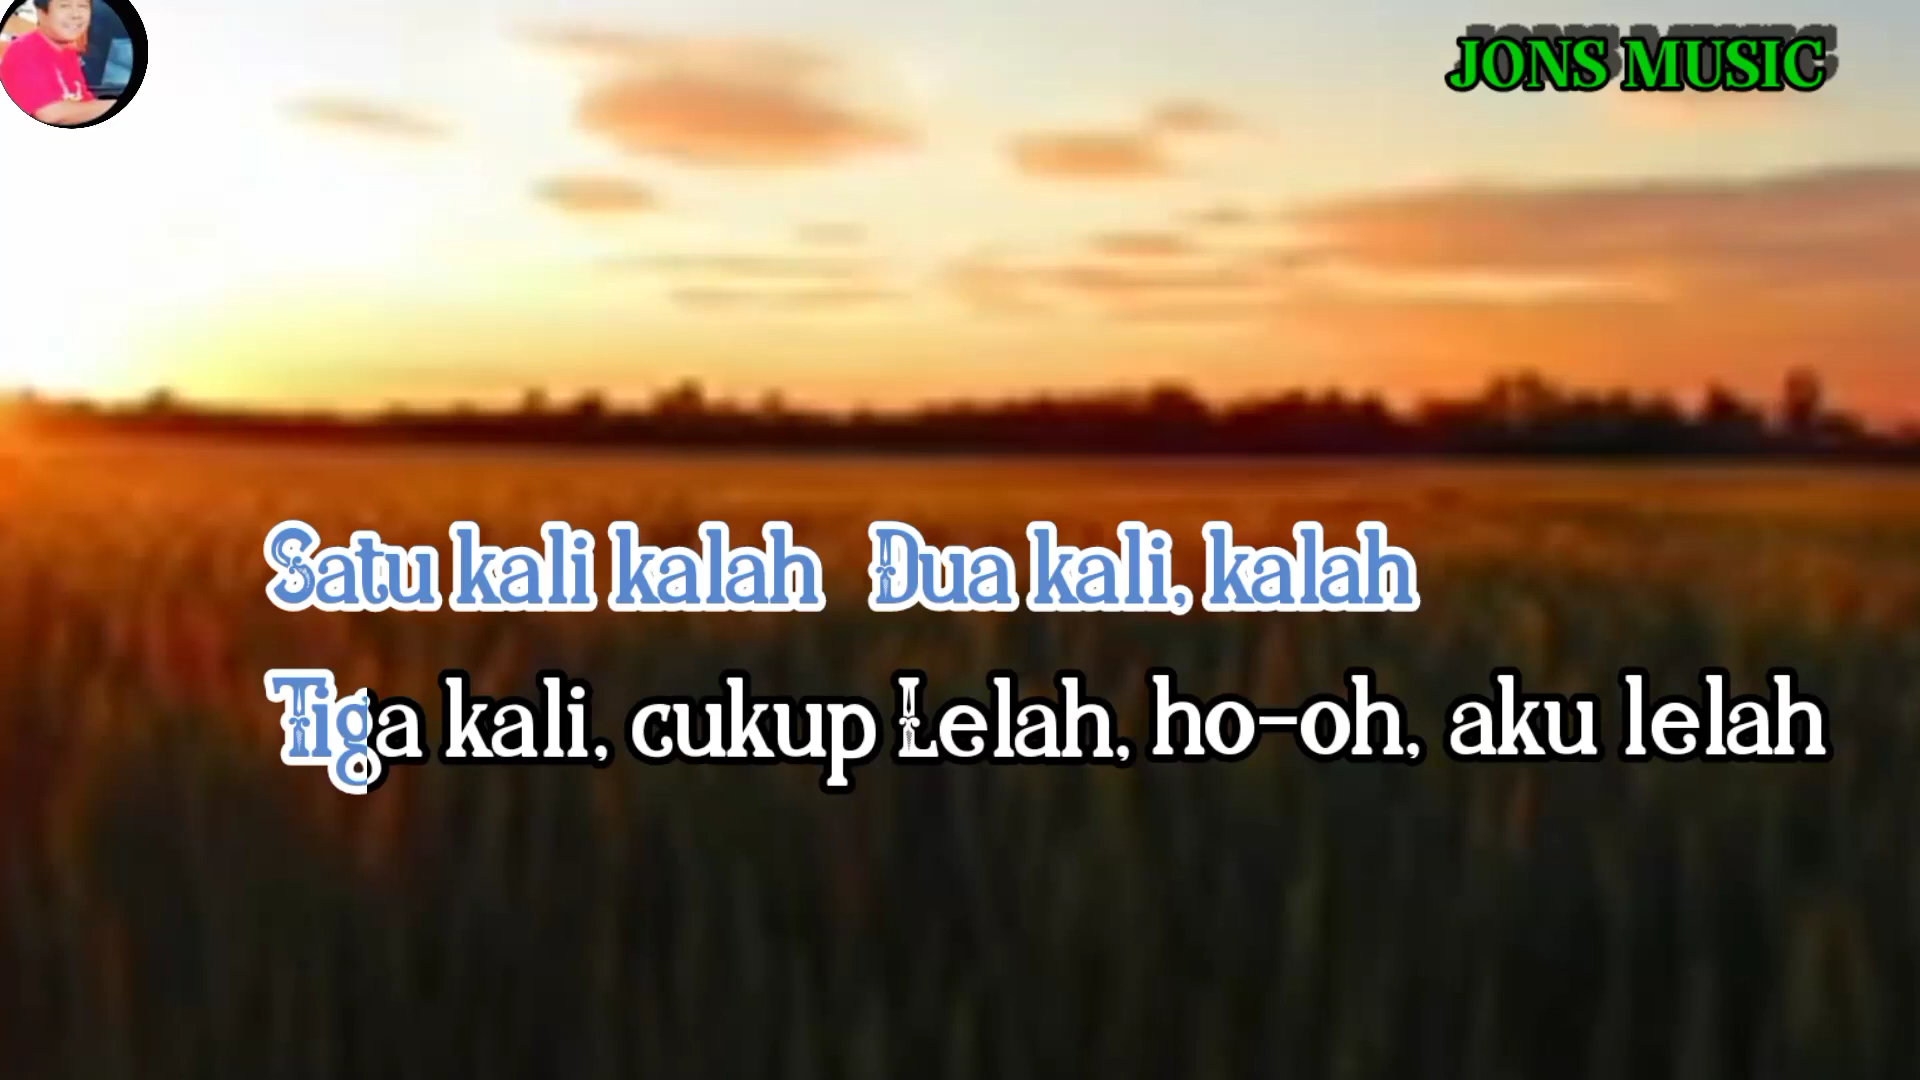 JONS MUSIC
Satu kali kalah Dua kali, kalah
Tiga kali, cukup Lelah, ho-oh, aku lelah